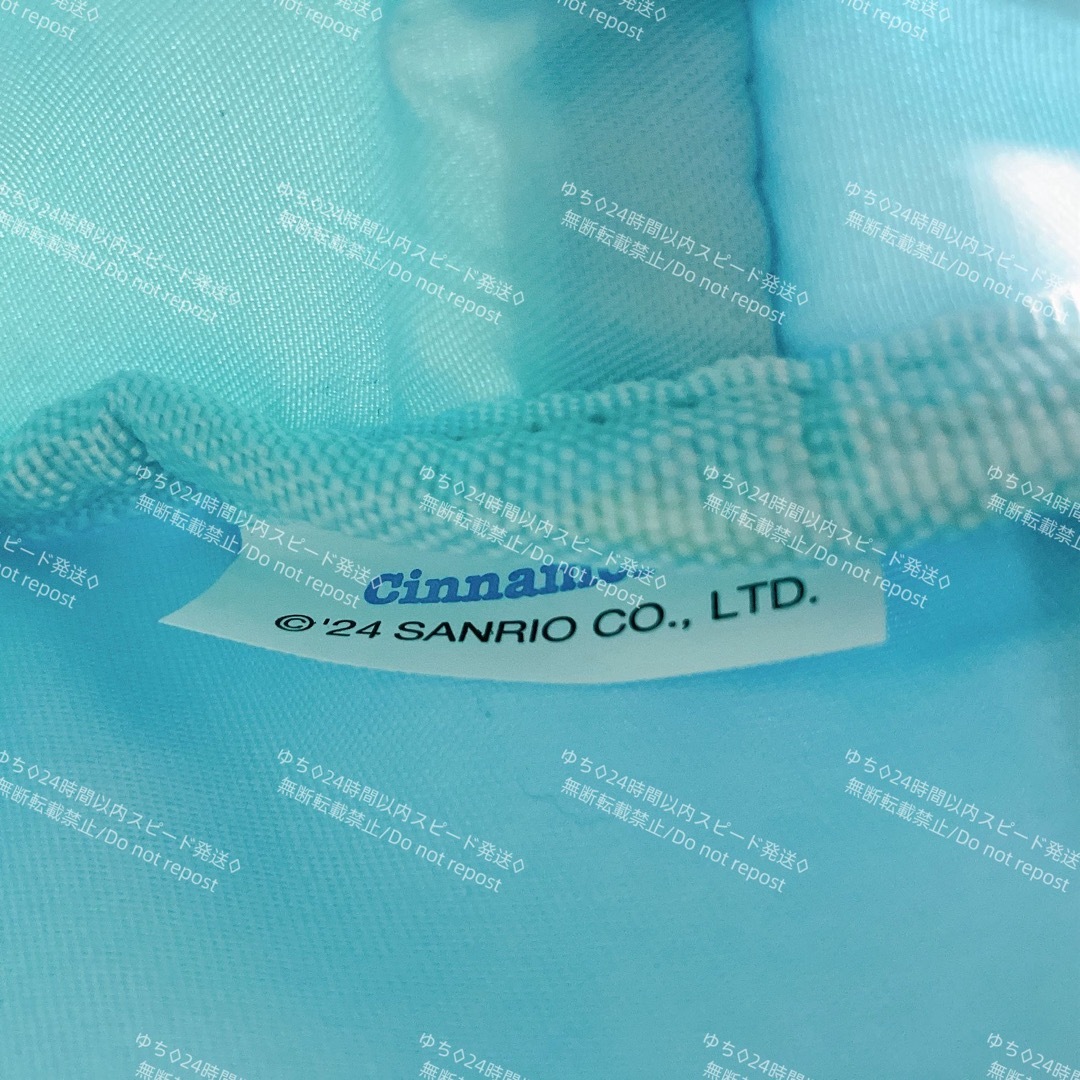 Cinnam
©'24 SANRIO CO., LTD.
ゆち◊24時間以内スピード発送◊
無断転載禁止/Do not repost